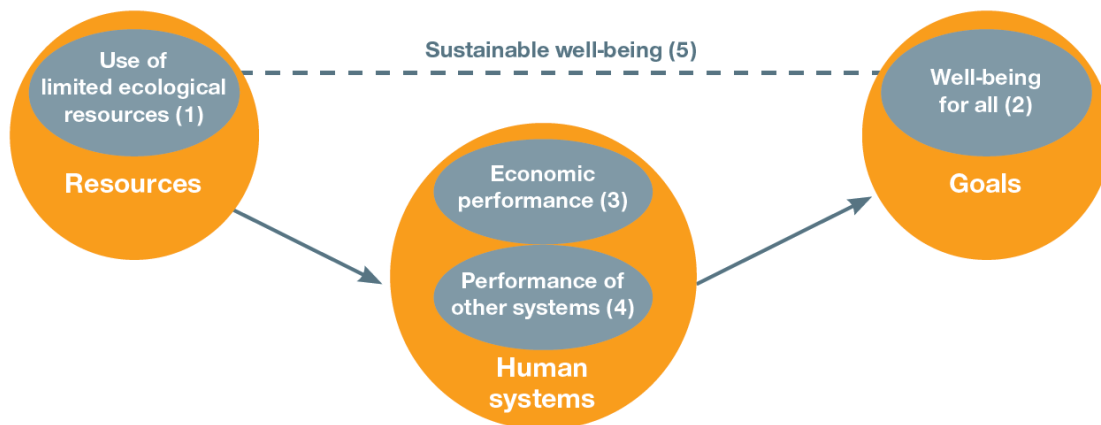 Sustainable well-being (5)
Use of
limited ecological
resources (1)
Resources
Economic
performance (3)
Performance of
other systems (4)
Human
systems
Well-being
for all (2)
Goals